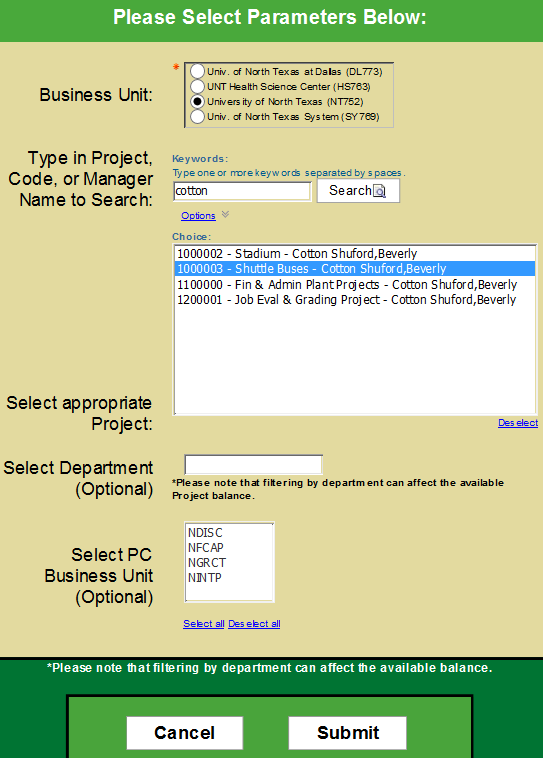 Please Select Parameters Below:
*
Business Unit:
Univ. of North Texas at Dallas (DL773)
UNT Health Science Center (HS763)
University of North Texas (NT752)
Univ. of North Texas System (SY769)
Type in Project,
Code, or Manager
Name to Search:
Keywords:
Type one or more keywords separated by spaces.
cotton
Search
Options
Choice:
1000002 - Stadium - Cotton Shuford,Beverly
1000003 - Shuttle Buses - Cotton Shuford,Beverly
1100000 - Fin & Admin Plant Projects - Cotton Shuford,Beverly
1200001 - Job Eval & Grading Project - Cotton Shuford,Beverly
Select appropriate
Project:
Deselect
Select Department
(Optional)
*Please note that filtering by department can affect the available
Project balance.
Select PC
Business Unit
(Optional)
NDISC
NFCAP
NGRCT
NINTP
Select all Deselect all
*Please note that filtering by department can affect the available balance.
Cancel
Submit